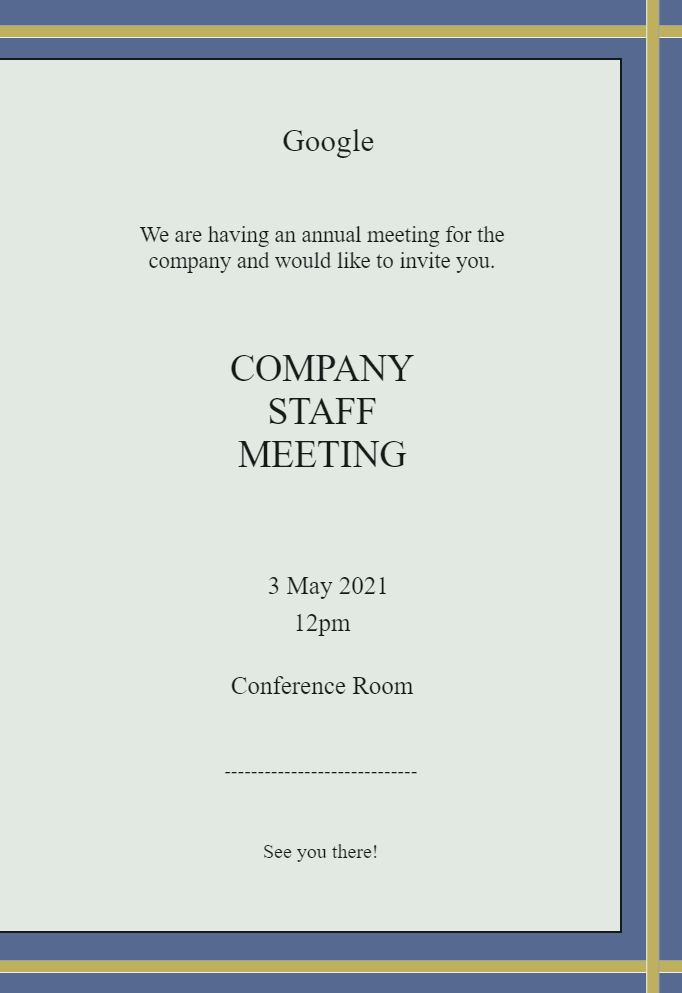 Google
We are having an annual meeting for the
company and would like to invite you.
COMPANY
STAFF
MEETING
3 May 2021
12pm
Conference Room
-----------------------------
See you there!